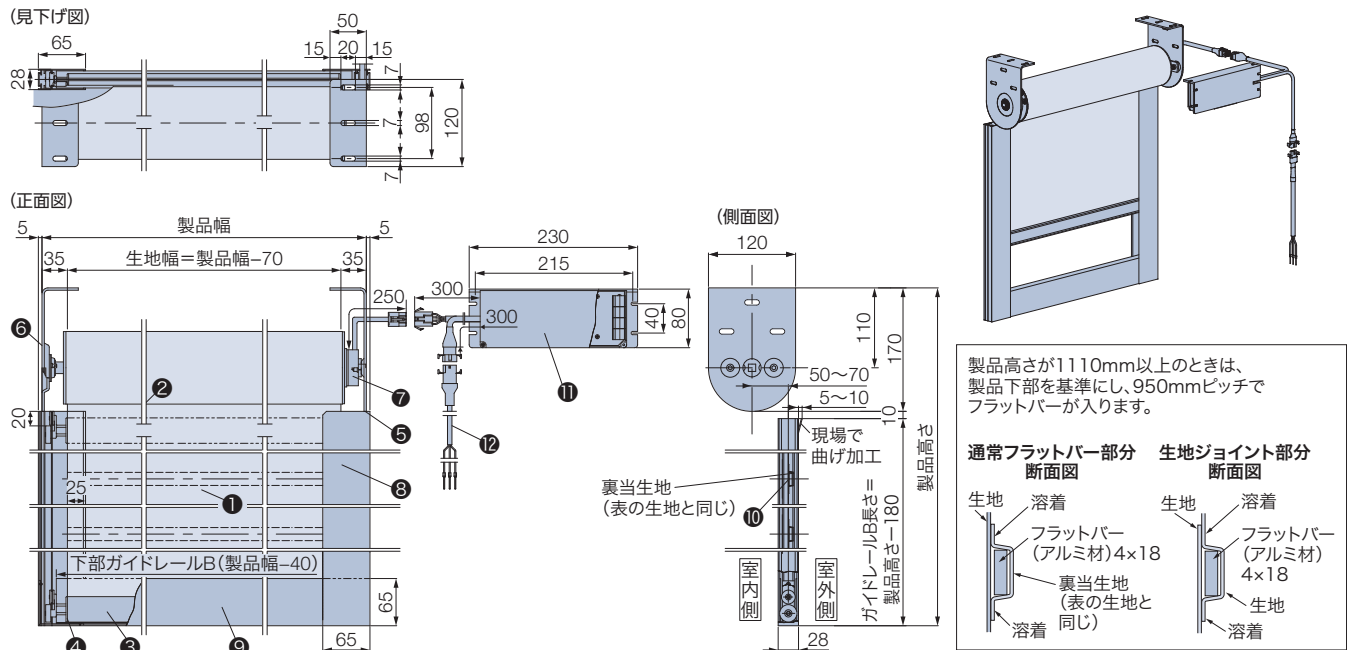 (見下げ図)
65
28
50
15
20
15
7
7
7
98
120
(正面図)
5
製品幅
5
35
生地幅=製品幅−70
35
250
300
300
230
215
40
80
❻
❷
❼
⓫
20
❺
⓬
25
❶
❽
下部ガイドレールB(製品幅−40)
65
❹
❸
❾
65
(側面図)
120
110
170
50〜70
5〜10
10
現場で
曲げ加工
裏当生地
(表の生地と同じ)
❿
ガイドレールB長さ=
製品高さ−180
製品高さ
室内側
室外側
28
製品高さが1110mm以上のときは、
製品下部を基準にし、950mmピッチで
フラットバーが入ります。
通常フラットバー部分
断面図
生地
溶着
フラットバー
(アルミ材)4×18
裏当生地
(表の生地と
同じ)
溶着
生地ジョイント部分
断面図
生地
溶着
フラットバー
(アルミ材)
4×18
生地
溶着